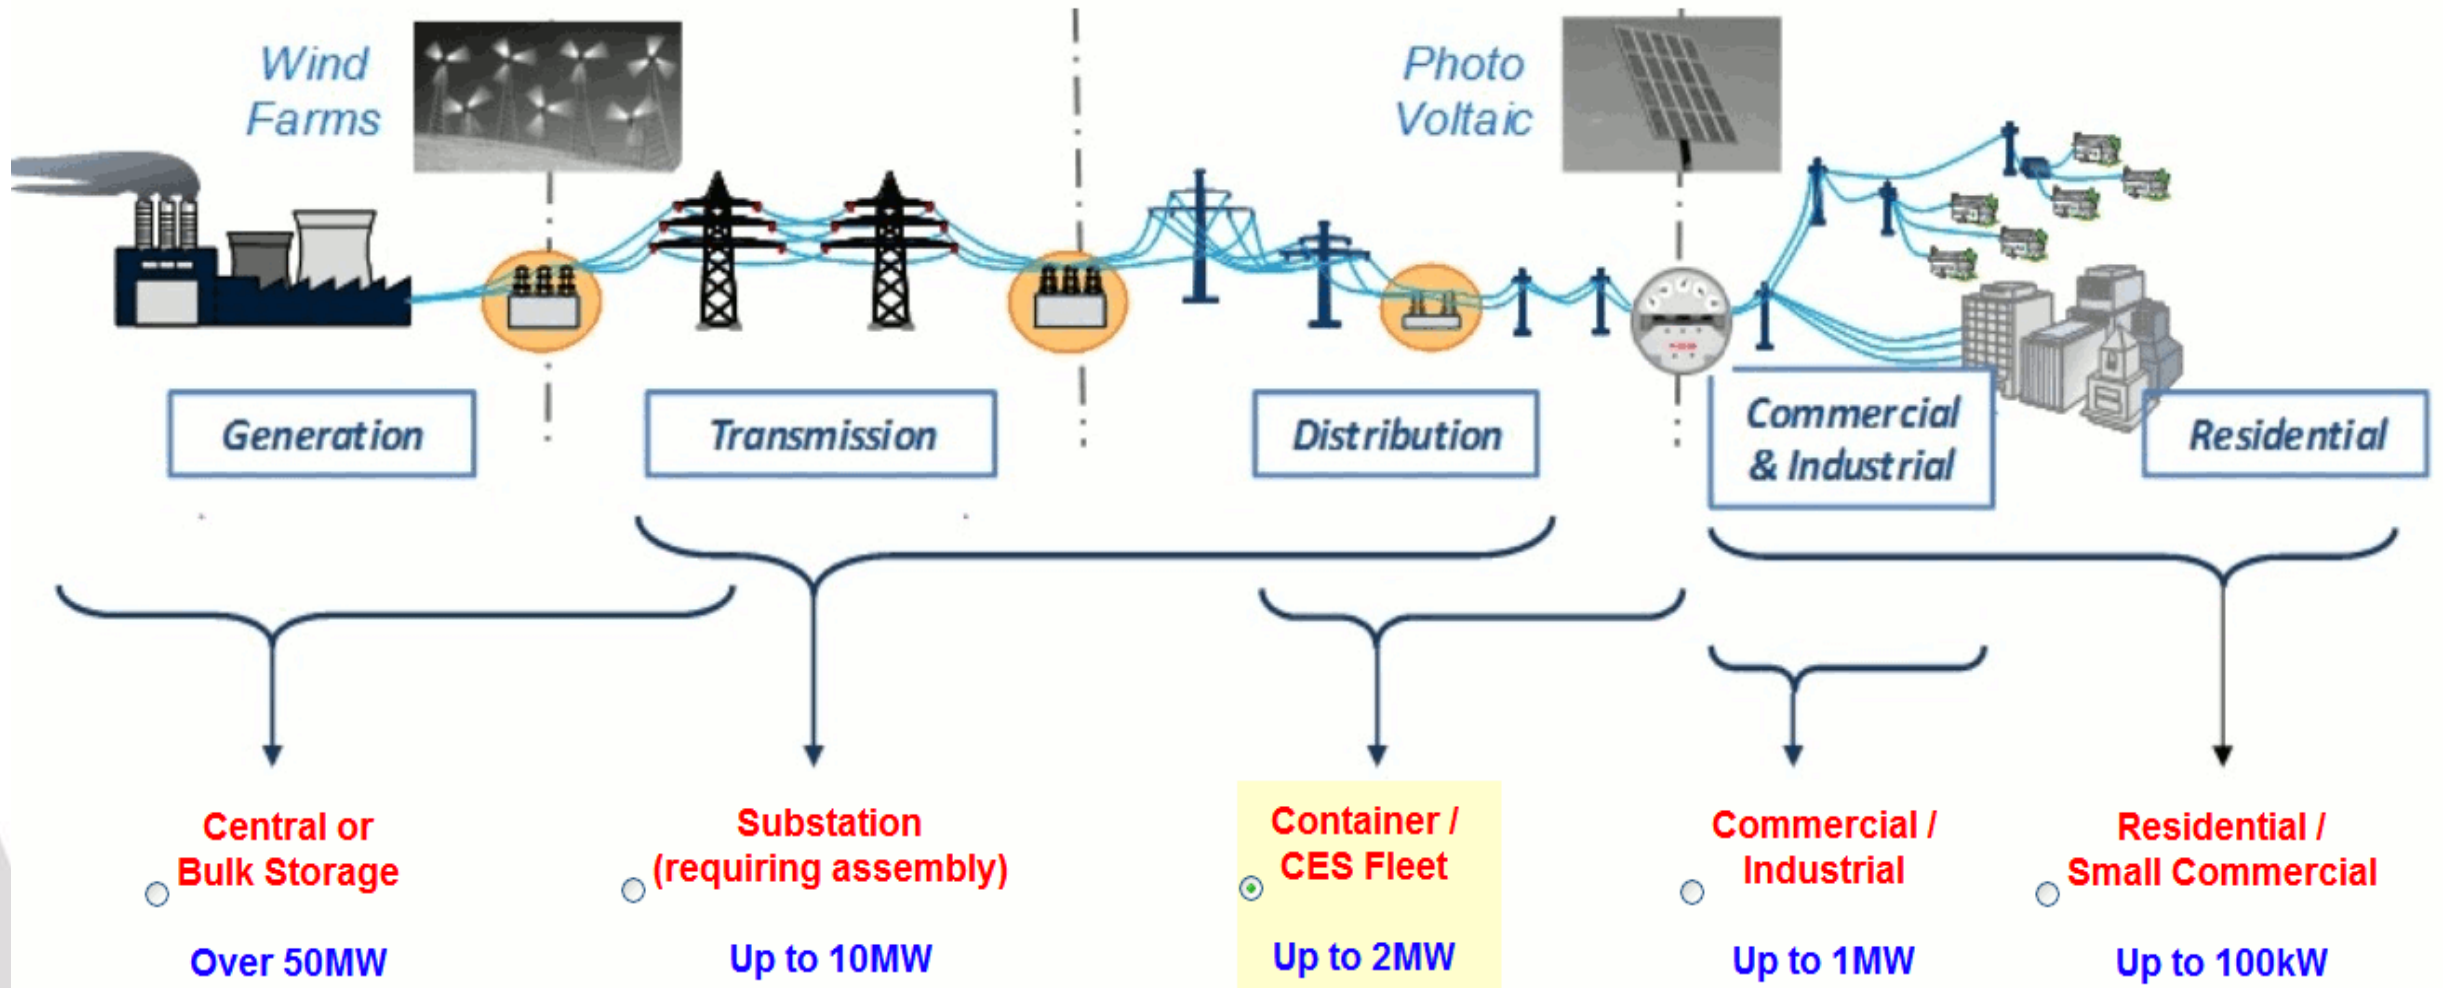 Wind
Farms
Photo
Voltaic
Generation
Transmission
Distribution
Commercial
& Industrial
Residential
Central or
Bulk Storage
Over 50MW
Substation
(requiring assembly)
Up to 10MW
Container /
CES Fleet
Up to 2MW
Commercial /
Industrial
Up to 1MW
Residential /
Small Commercial
Up to 100kW